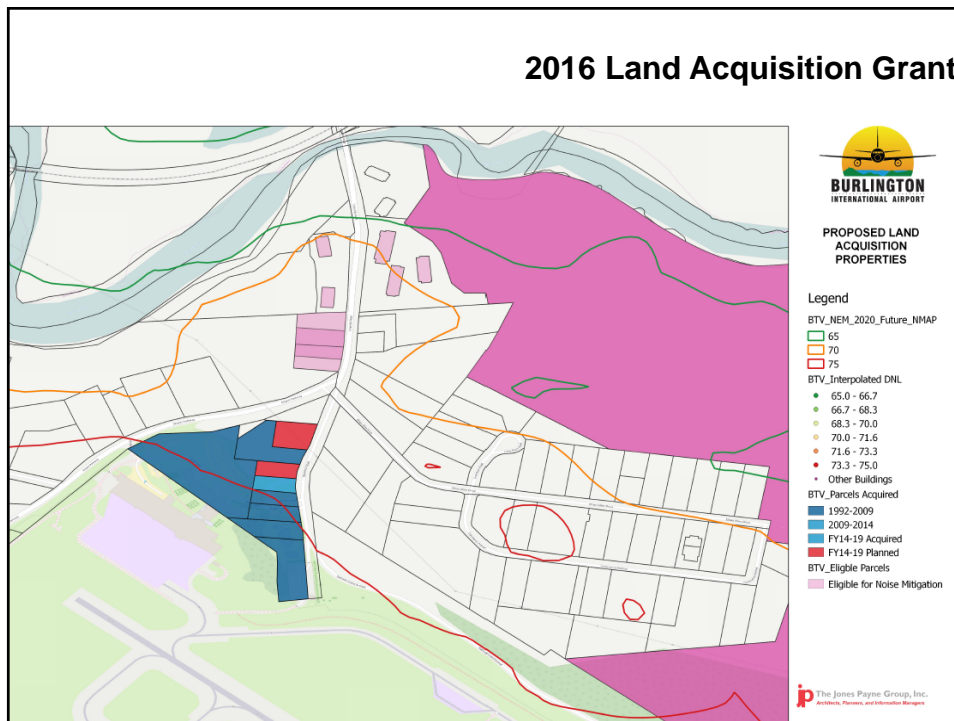 2016 Land Acquisition Grant
BURLINGTON
INTERNATIONAL AIRPORT
PROPOSED LAND
ACQUISITION
PROPERTIES
Legend
BTV_NEM_2020_Future_NMAP
65
70
75
BTV_Interpolated DNL
65.0 - 66.7
66.7 - 68.3
68.3 - 70.0
70.0 - 71.6
71.6 - 73.3
73.3 - 75.0
Other Buildings
BTV_Parcels Acquired
1992-2009
2009-2014
FY14-19 Acquired
FY14-19 Planned
BTV_Eligble Parcels
Eligible for Noise Mitigation
jp The Jones Payne Group, Inc.
Architects, Planners, and Information Managers